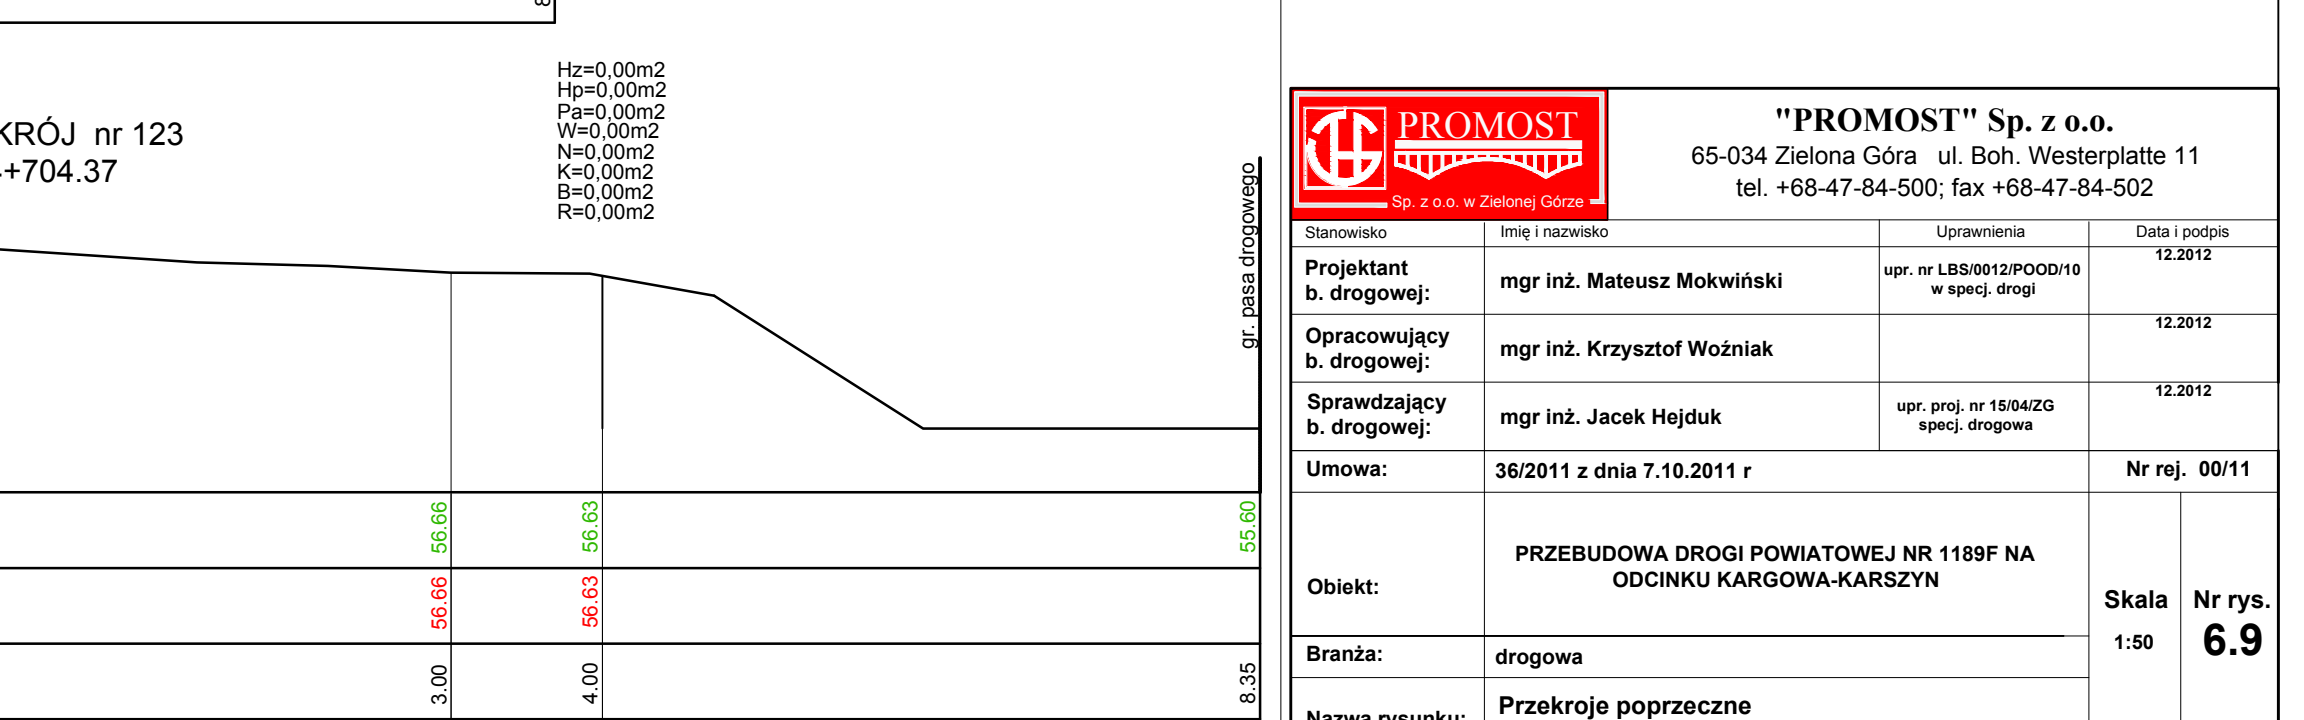 Hz=0,00m2
Hp=0,00m2
Pa=0,00m2
W=0,00m2
N=0,00m2
K=0,00m2
B=0,00m2
R=0,00m2
KRÓJ nr 123
+704.37
gr. pasa drogowego
56.66
56.63
55.60
56.66
56.63
3.00
4.00
8.35
PROMOST
Sp. z o.o. w Zielonej Górze
"PROMOST" Sp. z o.o.
65-034 Zielona Góra ul. Boh. Westerplatte 11
tel. +68-47-84-500; fax +68-47-84-502
Stanowisko Imię i nazwisko Uprawnienia Data i podpis
Projektant
b. drogowej:
mgr inż. Mateusz Mokwiński
upr. nr LBS/0012/POOD/10
w specj. drogi
12.2012
Opracowujący
b. drogowej:
mgr inż. Krzysztof Woźniak
12.2012
Sprawdzający
b. drogowej:
mgr inż. Jacek Hejduk
upr. proj. nr 15/04/ZG
specj. drogowa
12.2012
Umowa: 36/2011 z dnia 7.10.2011 r Nr rej. 00/11
Obiekt:
PRZEBUDOWA DROGI POWIATOWEJ NR 1189F NA
ODCINKU KARGOWA-KARSZYN
Skala
1:50
Nr rys.
6.9
Branża: drogowa
Nazwa rysunku: Przekroje poprzeczne